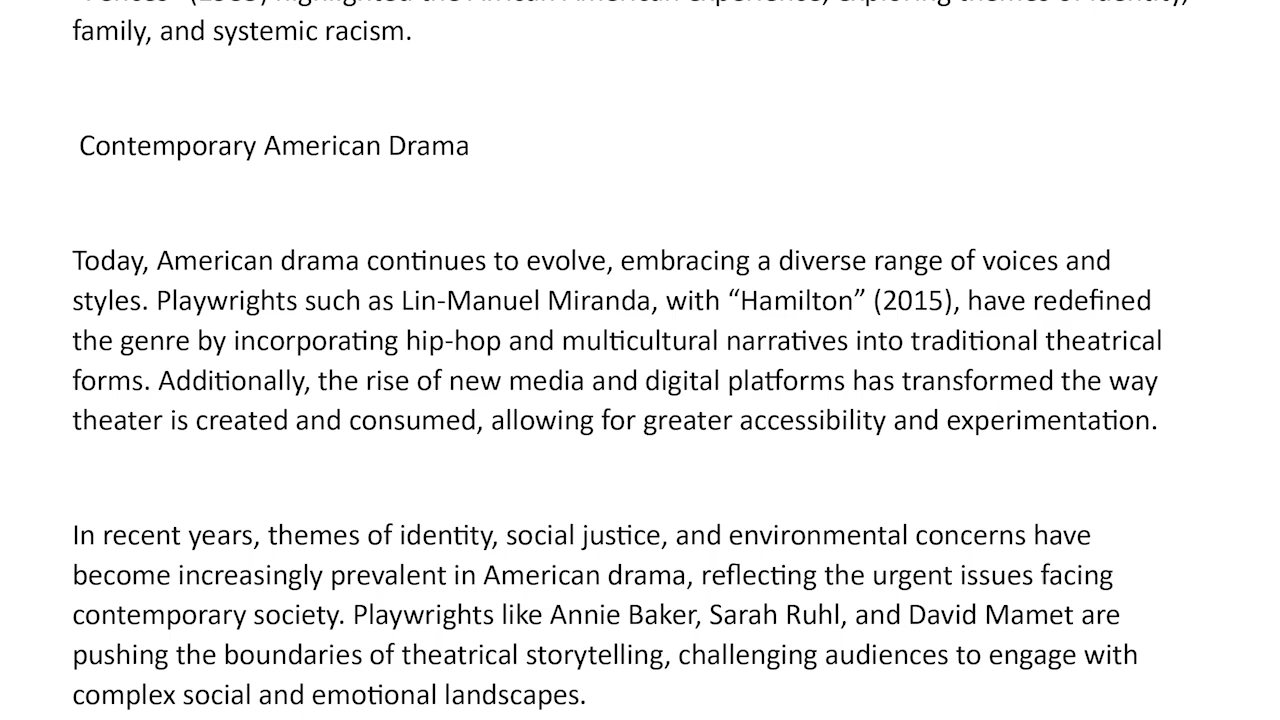 family, and systemic racism.
Contemporary American Drama
Today, American drama continues to evolve, embracing a diverse range of voices and
styles. Playwrights such as Lin-Manuel Miranda, with “Hamilton” (2015), have redefined
the genre by incorporating hip-hop and multicultural narratives into traditional theatrical
forms. Additionally, the rise of new media and digital platforms has transformed the way
theater is created and consumed, allowing for greater accessibility and experimentation.
In recent years, themes of identity, social justice, and environmental concerns have
become increasingly prevalent in American drama, reflecting the urgent issues facing
contemporary society. Playwrights like Annie Baker, Sarah Ruhl, and David Mamet are
pushing the boundaries of theatrical storytelling, challenging audiences to engage with
complex social and emotional landscapes.